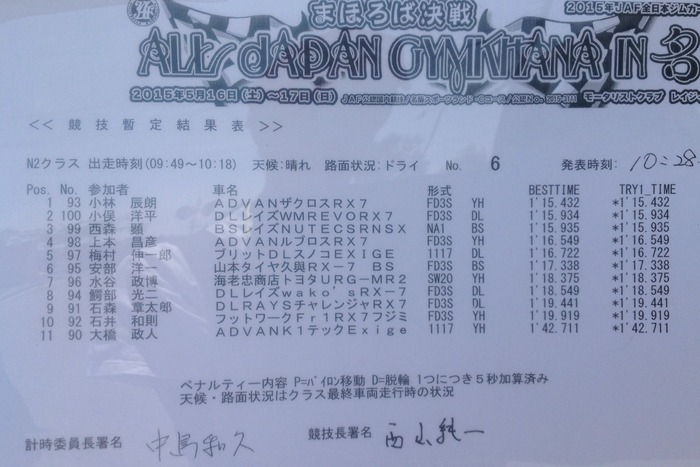 まほろば決戦
2015年JAF全日本ジムカー
ALL JAPAN GYMKHANA IN 名
2015年5月16日(土)~17日(日) モータリストクラブ レイジ
<< 競技暫定結果表 >>
N2クラス 出走時刻(09:49~10:18) 天候:晴れ 路面状況:ドライ No. 6 発表時刻: 10:28
Pos. No. 参加者 車名 形式 BESTTIME TRY1_TIME
1 93 小林 辰朗 ADVANザクロスRX7 FD3S YH 1'15.432 *1'15.432
2 100 小俣 洋平 DLレイズWMREVORX7 FD3S DL 1'15.934 *1'15.934
3 99 西森 顕 BSレイズNUTECSRNSX NA1 BS 1'15.935 *1'15.935
4 98 上本 昌彦 ADVANルブロスRX7 FD3S YH 1'16.549 *1'16.549
5 97 梅村 伸一郎 ブリットDLスノコEXIGE 1117 DL 1'16.722 *1'16.722
6 95 安部 洋一 山本タイヤ久與RX-7 BS FD3S BS 1'17.338 *1'17.338
7 96 水谷 政博 海老忠商店トヨタURG-MR2 SW20 YH 1'18.375 *1'18.375
8 94 鰐部 光二 DLレイズwako'sRX-7 FD3S DL 1'18.549 *1'18.549
9 91 石森 章太郎 DLRAYSチャレンジャRX7 FD3S DL 1'19.441 *1'19.441
10 92 石井 和則 フットワークFr1RX7フジミ FD3S YH 1'19.919 *1'19.919
11 90 大橋 政人 ADVANK1テックExige 1117 YH 1'42.711 *1'42.711
ペナルティー内容 P=ﾊﾟｲﾛﾝ移動 D=脱輪 1つにつき5秒加算済み
天候・路面状況はクラス最終車両走行時の状況
計時委員長署名 中島和久 競技長署名 西山純一